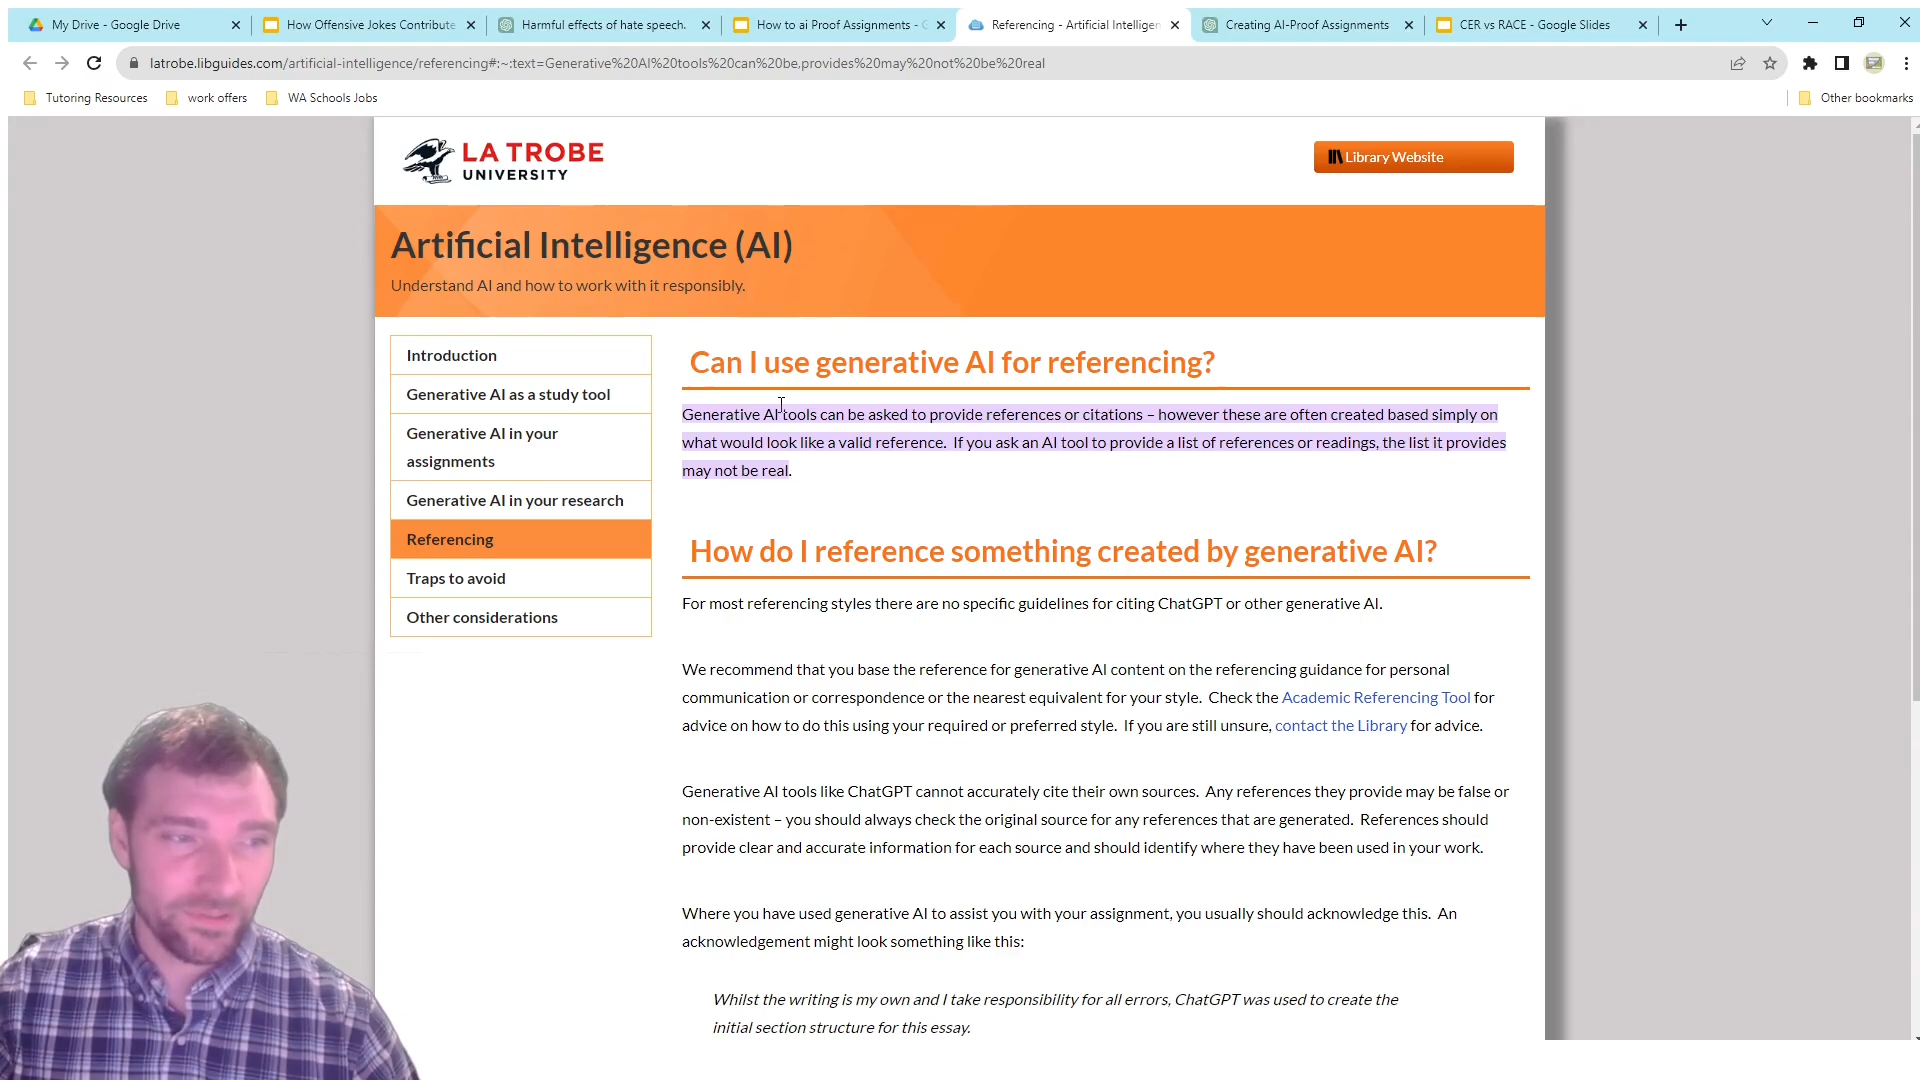 My Drive - Google Drive
How Offensive Jokes Contribute
Harmful effects of hate speech.
How to ai Proof Assignments - G
Referencing - Artificial Intelligen
Creating AI-Proof Assignments
CER vs RACE - Google Slides
latrobe.libguides.com/artificial-intelligence/referencing#:~:text=Generative%20AI%20tools%20can%20be,provides%20may%20not%20be%20real
Tutoring Resources
work offers
WA Schools Jobs
Other bookmarks
LA TROBE
UNIVERSITY
Library Website
Artificial Intelligence (AI)
Understand AI and how to work with it responsibly.
Introduction
Generative AI as a study tool
Generative AI in your
assignments
Generative AI in your research
Referencing
Traps to avoid
Other considerations
Can I use generative AI for referencing?
Generative AI tools can be asked to provide references or citations – however these are often created based simply on
what would look like a valid reference.  If you ask an AI tool to provide a list of references or readings, the list it provides
may not be real.
How do I reference something created by generative AI?
For most referencing styles there are no specific guidelines for citing ChatGPT or other generative AI.
We recommend that you base the reference for generative AI content on the referencing guidance for personal
communication or correspondence or the nearest equivalent for your style.  Check the Academic Referencing Tool for
advice on how to do this using your required or preferred style.  If you are still unsure, contact the Library for advice.
Generative AI tools like ChatGPT cannot accurately cite their own sources.  Any references they provide may be false or
non-existent – you should always check the original source for any references that are generated.  References should
provide clear and accurate information for each source and should identify where they have been used in your work.
Where you have used generative AI to assist you with your assignment, you usually should acknowledge this.  An
acknowledgement might look something like this:
Whilst the writing is my own and I take responsibility for all errors, ChatGPT was used to create the
initial section structure for this essay.